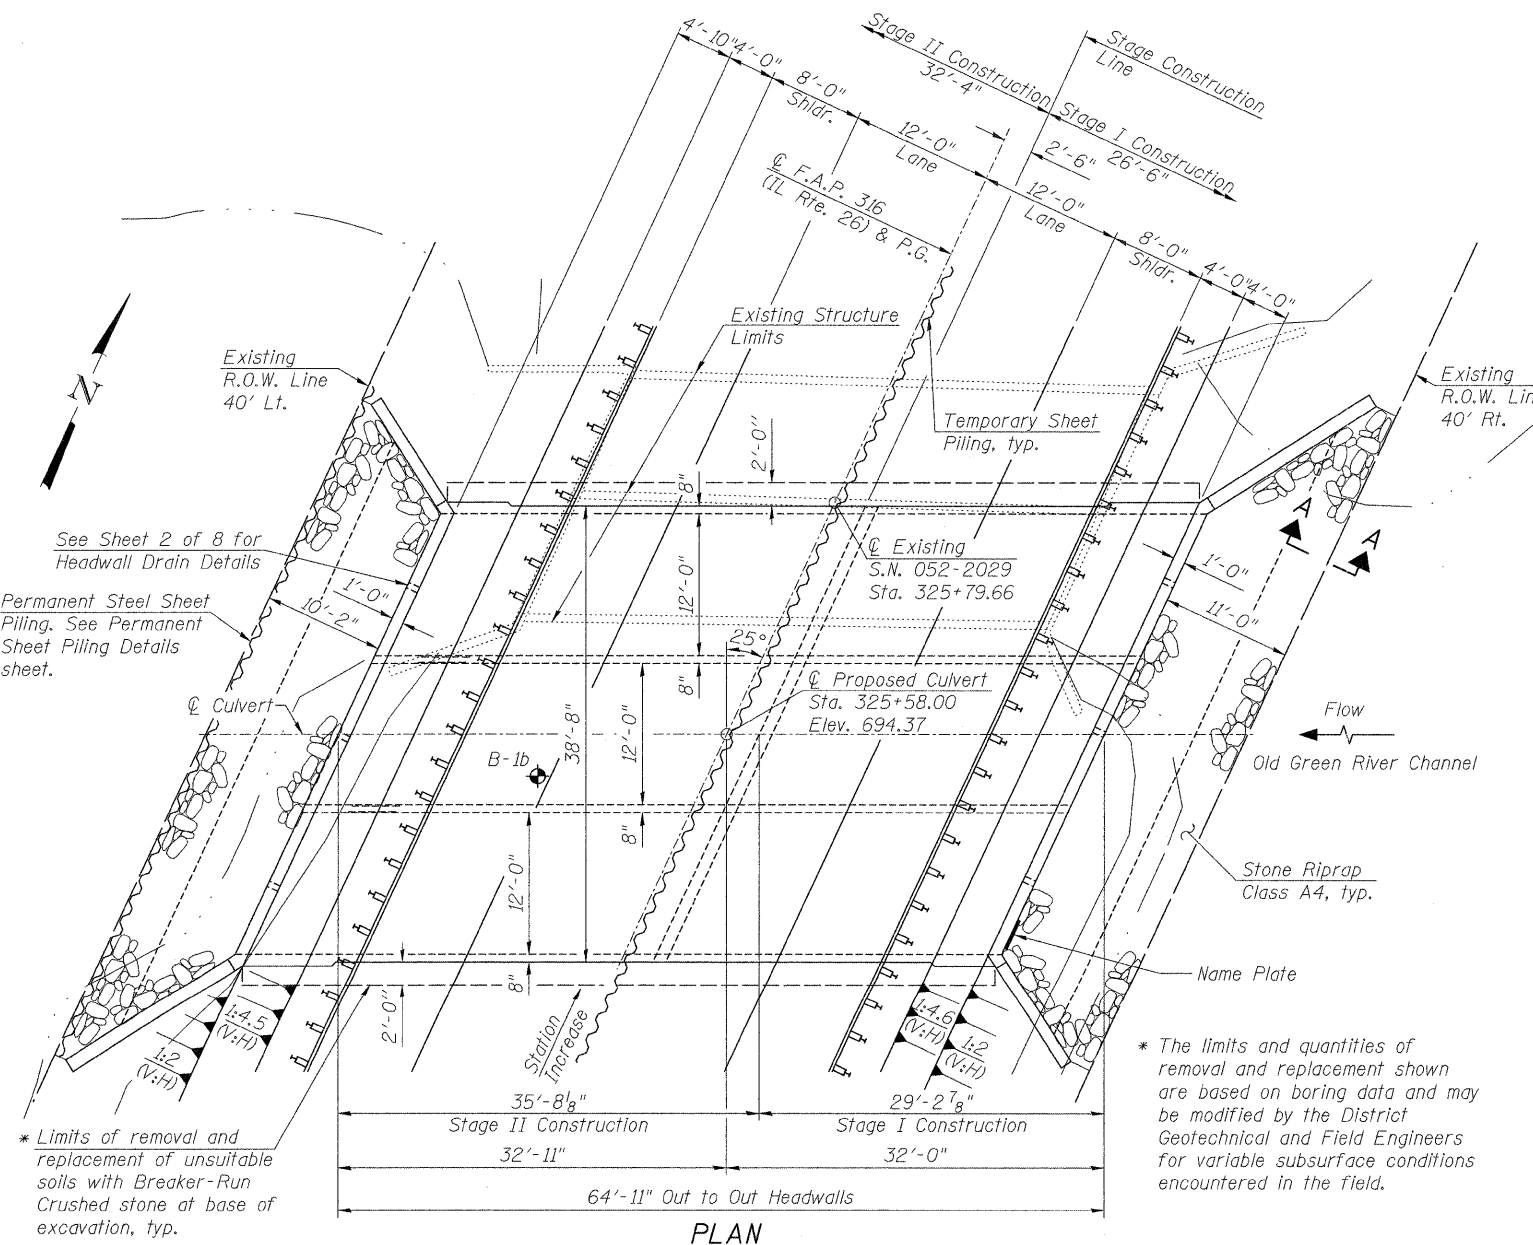 4'-10"
4'-0"
8'-0"
Shldr.
12'-0"
Lane
Stage II Construction
32'-4"
Stage Construction
Line
Stage I Construction
26'-6"
2'-6"
12'-0"
Lane
8'-0"
Shldr.
4'-0"
4'-0"
℄ F.A.P. 316
(IL Rte. 26) & P.G.
N
Existing
R.O.W. Line
40' Lt.
Existing Structure
Limits
Temporary Sheet
Piling, typ.
Existing
R.O.W. Lin
40' Rt.
2'-0"
8"
See Sheet 2 of 8 for
Headwall Drain Details
℄ Existing
S.N. 052-2029
Sta. 325+79.66
A
A
1'-0"
11'-0"
Permanent Steel Sheet
Piling. See Permanent
Sheet Piling Details
sheet.
1'-0"
10'-2"
12'-0"
25°
8"
℄ Proposed Culvert
Sta. 325+58.00
Elev. 694.37
℄ Culvert
38'-8"
12'-0"
B-1b
Flow
Old Green River Channel
8"
12'-0"
Stone Riprap
Class A4, typ.
Name Plate
8"
2'-0"
Station
Increase
1:4.5
(V:H)
1:2
(V:H)
1:4.6
(V:H)
1:2
(V:H)
35'-8 1/8"
Stage II Construction
29'-2 7/8"
Stage I Construction
32'-11"
32'-0"
64'-11" Out to Out Headwalls
* Limits of removal and
replacement of unsuitable
soils with Breaker-Run
Crushed stone at base of
excavation, typ.
* The limits and quantities of
removal and replacement shown
are based on boring data and may
be modified by the District
Geotechnical and Field Engineers
for variable subsurface conditions
encountered in the field.
PLAN